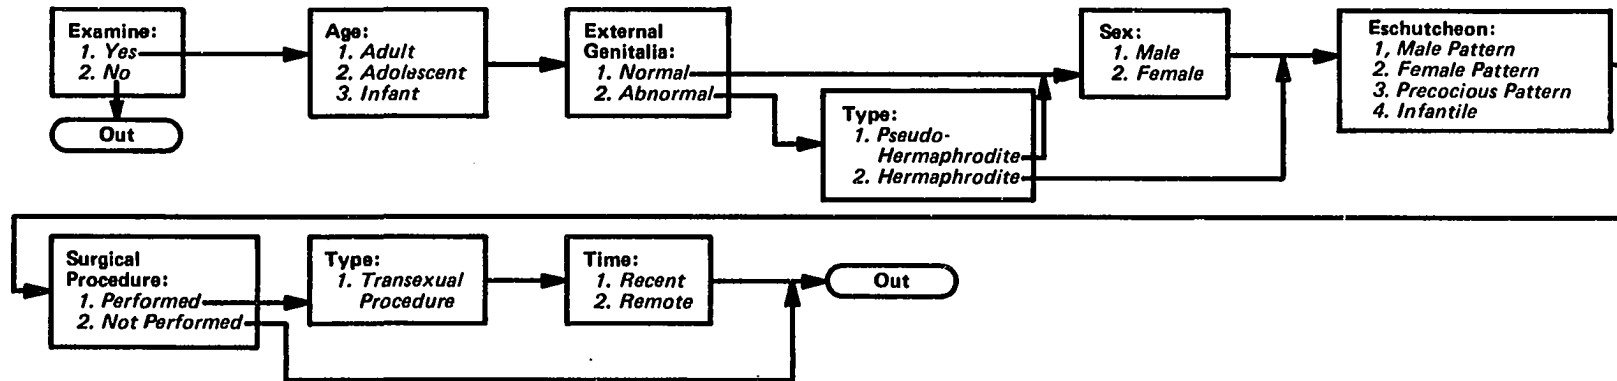 Examine:
1. Yes
2. No
Out
Age:
1. Adult
2. Adolescent
3. Infant
External
Genitalia:
1. Normal
2. Abnormal
Type:
1. Pseudo-
Hermaphrodite
2. Hermaphrodite
Sex:
1. Male
2. Female
Eschutcheon:
1, Male Pattern
2. Female Pattern
3. Precocious Pattern
4. Infantile
Surgical
Procedure:
1. Performed
2. Not Performed
Type:
1. Transexual
Procedure
Time:
1. Recent
2. Remote
Out